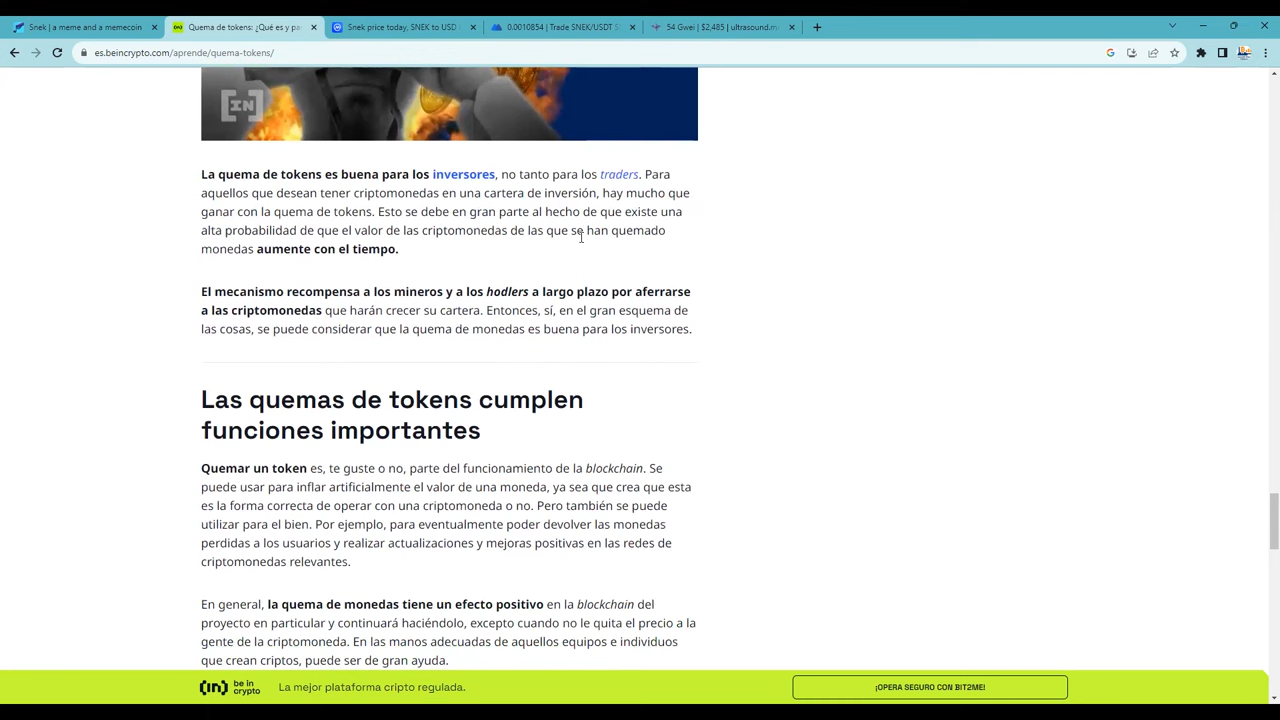 Snek | a meme and a memecoin
Quema de tokens: ¿Qué es y pa
Snek price today, SNEK to USD
0.0010854 | Trade SNEK/USDT
54 Gwei | $2,485 | ultrasound.m
es.beincrypto.com/aprende/quema-tokens/
[IN]
La quema de tokens es buena para los inversores, no tanto para los traders. Para
aquellos que desean tener criptomonedas en una cartera de inversión, hay mucho que
ganar con la quema de tokens. Esto se debe en gran parte al hecho de que existe una
alta probabilidad de que el valor de las criptomonedas de las que se han quemado
monedas aumente con el tiempo.
El mecanismo recompensa a los mineros y a los hodlers a largo plazo por aferrarse
a las criptomonedas que harán crecer su cartera. Entonces, sí, en el gran esquema de
las cosas, se puede considerar que la quema de monedas es buena para los inversores.
Las quemas de tokens cumplen
funciones importantes
Quemar un token es, te guste o no, parte del funcionamiento de la blockchain. Se
puede usar para inflar artificialmente el valor de una moneda, ya sea que crea que esta
es la forma correcta de operar con una criptomoneda o no. Pero también se puede
utilizar para el bien. Por ejemplo, para eventualmente poder devolver las monedas
perdidas a los usuarios y realizar actualizaciones y mejoras positivas en las redes de
criptomonedas relevantes.
En general, la quema de monedas tiene un efecto positivo en la blockchain del
proyecto en particular y continuará haciéndolo, excepto cuando no le quita el precio a la
gente de la criptomoneda. En las manos adecuadas de aquellos equipos e individuos
que crean criptos, puede ser de gran ayuda.
(in) be in
crypto
La mejor plataforma cripto regulada.
¡OPERA SEGURO CON BIT2ME!